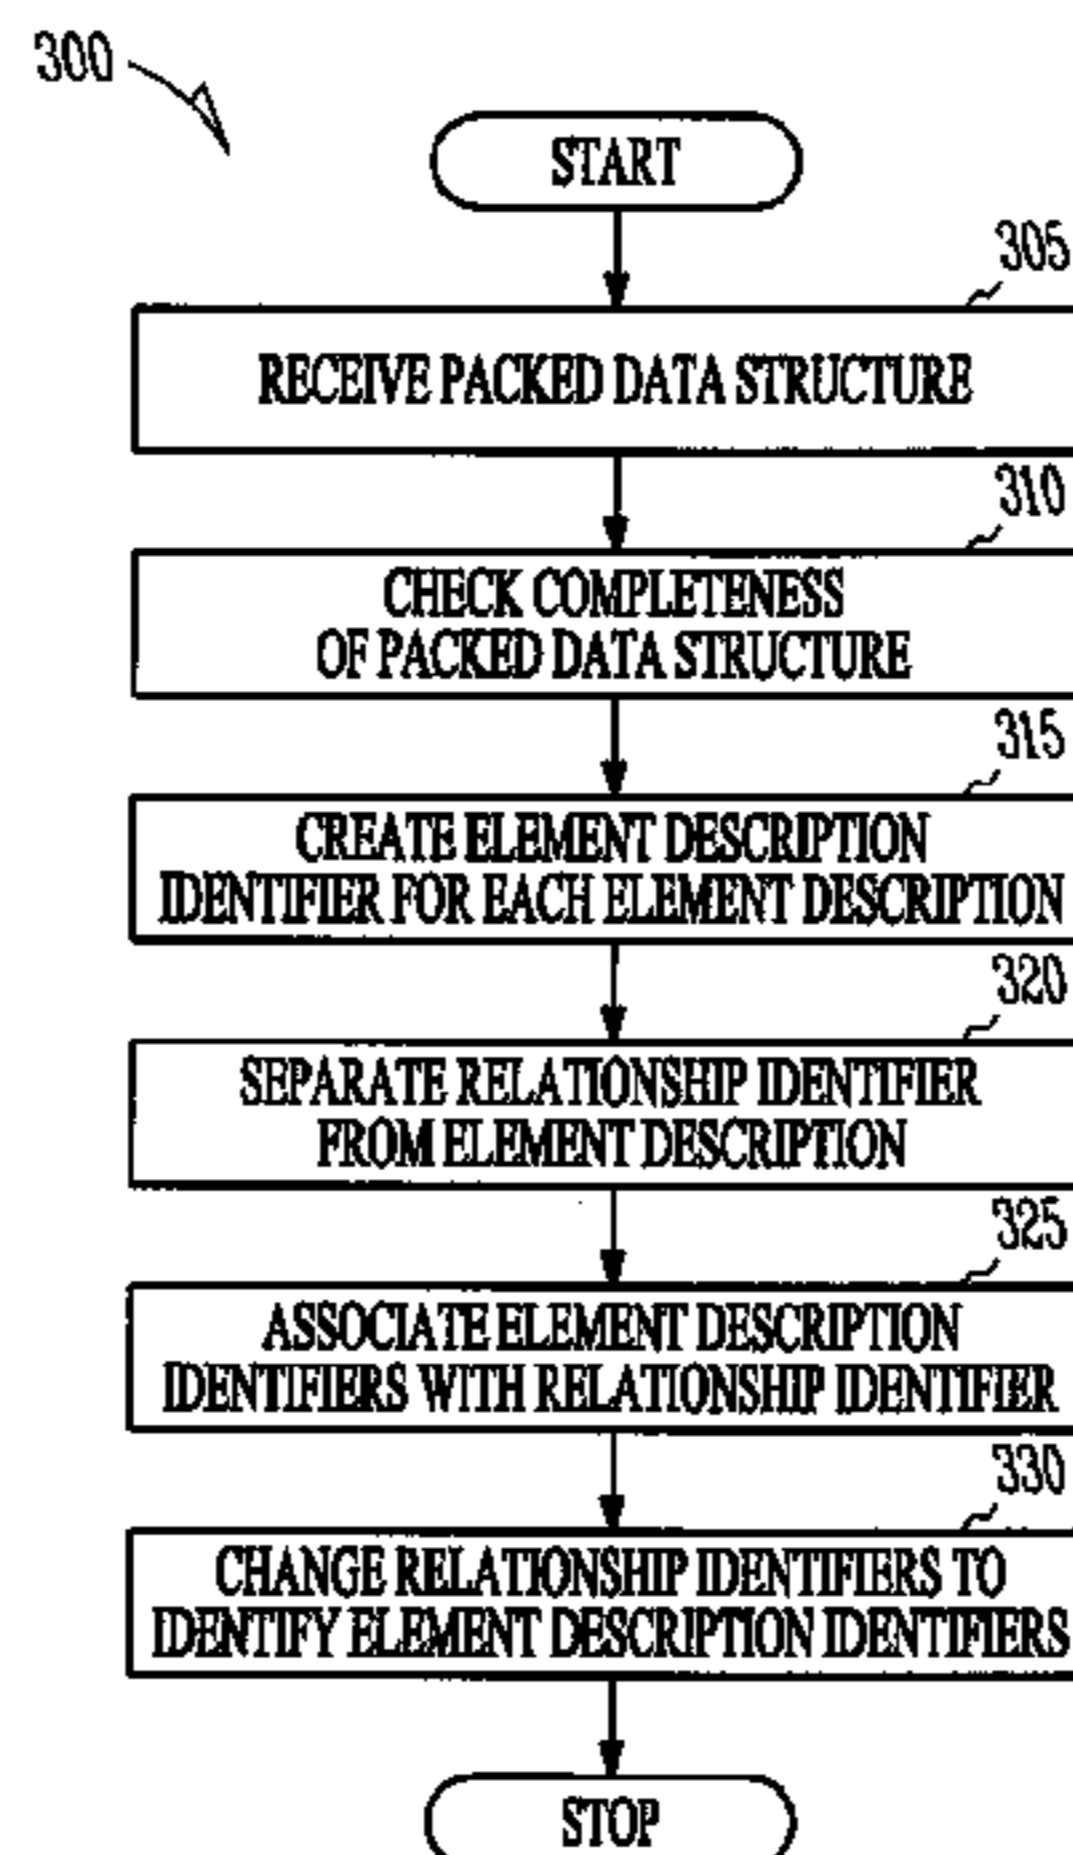 300
START
305
RECEIVE PACKED DATA STRUCTURE
310
CHECK COMPLETENESS
OF PACKED DATA STRUCTURE
315
CREATE ELEMENT DESCRIPTION
IDENTIFIER FOR EACH ELEMENT DESCRIPTION
320
SEPARATE RELATIONSHIP IDENTIFIER
FROM ELEMENT DESCRIPTION
325
ASSOCIATE ELEMENT DESCRIPTION
IDENTIFIERS WITH RELATIONSHIP IDENTIFIER
330
CHANGE RELATIONSHIP IDENTIFIERS TO
IDENTIFY ELEMENT DESCRIPTION IDENTIFIERS
STOP